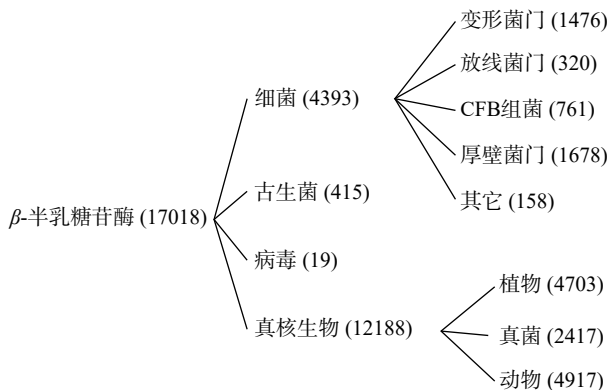 变形菌门 (1476)
放线菌门 (320)
细菌 (4393)
CFB组菌 (761)
厚壁菌门 (1678)
古生菌 (415)
其它 (158)
β-半乳糖苷酶 (17018)
病毒 (19)
植物 (4703)
真核生物 (12188)
真菌 (2417)
动物 (4917)